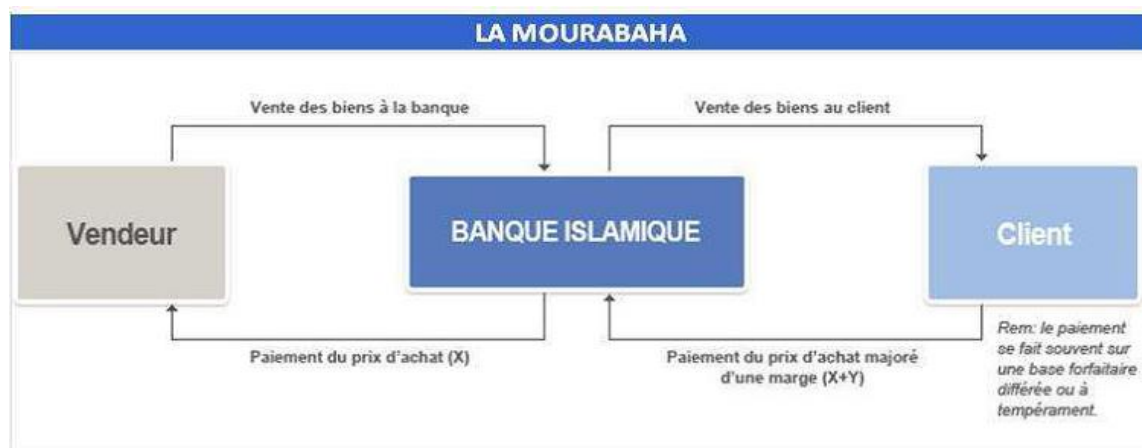 LA MOURABAHA
Vente des biens à la banque
Vente des biens au client
Vendeur
BANQUE ISLAMIQUE
Client
Paiement du prix d'achat (X)
Paiement du prix d'achat majoré
d'une marge (X+Y)
Rem: le paiement
se fait souvent sur
une base forfaitaire
différée ou à
tempérament.